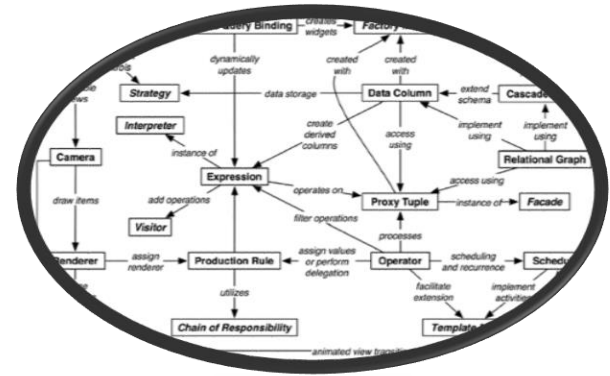 Query Binding
creates
widgets
Factory
dynamically
updates
created
with
created
with
Strategy
data storage
Data Column
extend
schema
Cascade
Interpreter
create
derived
columns
access
using
implement
using
implement
using
Camera
instance of
Relational Graph
Expression
access using
draw items
add operations
operates on
Proxy Tuple
instance of
Facade
Visitor
filter operations
processes
Renderer
assign
renderer
Production Rule
assign values
or perform
delegation
Operator
scheduling
and recurrence
utilizes
facilitate
extension
implement
activities
Chain of Responsibility
Template
animated view